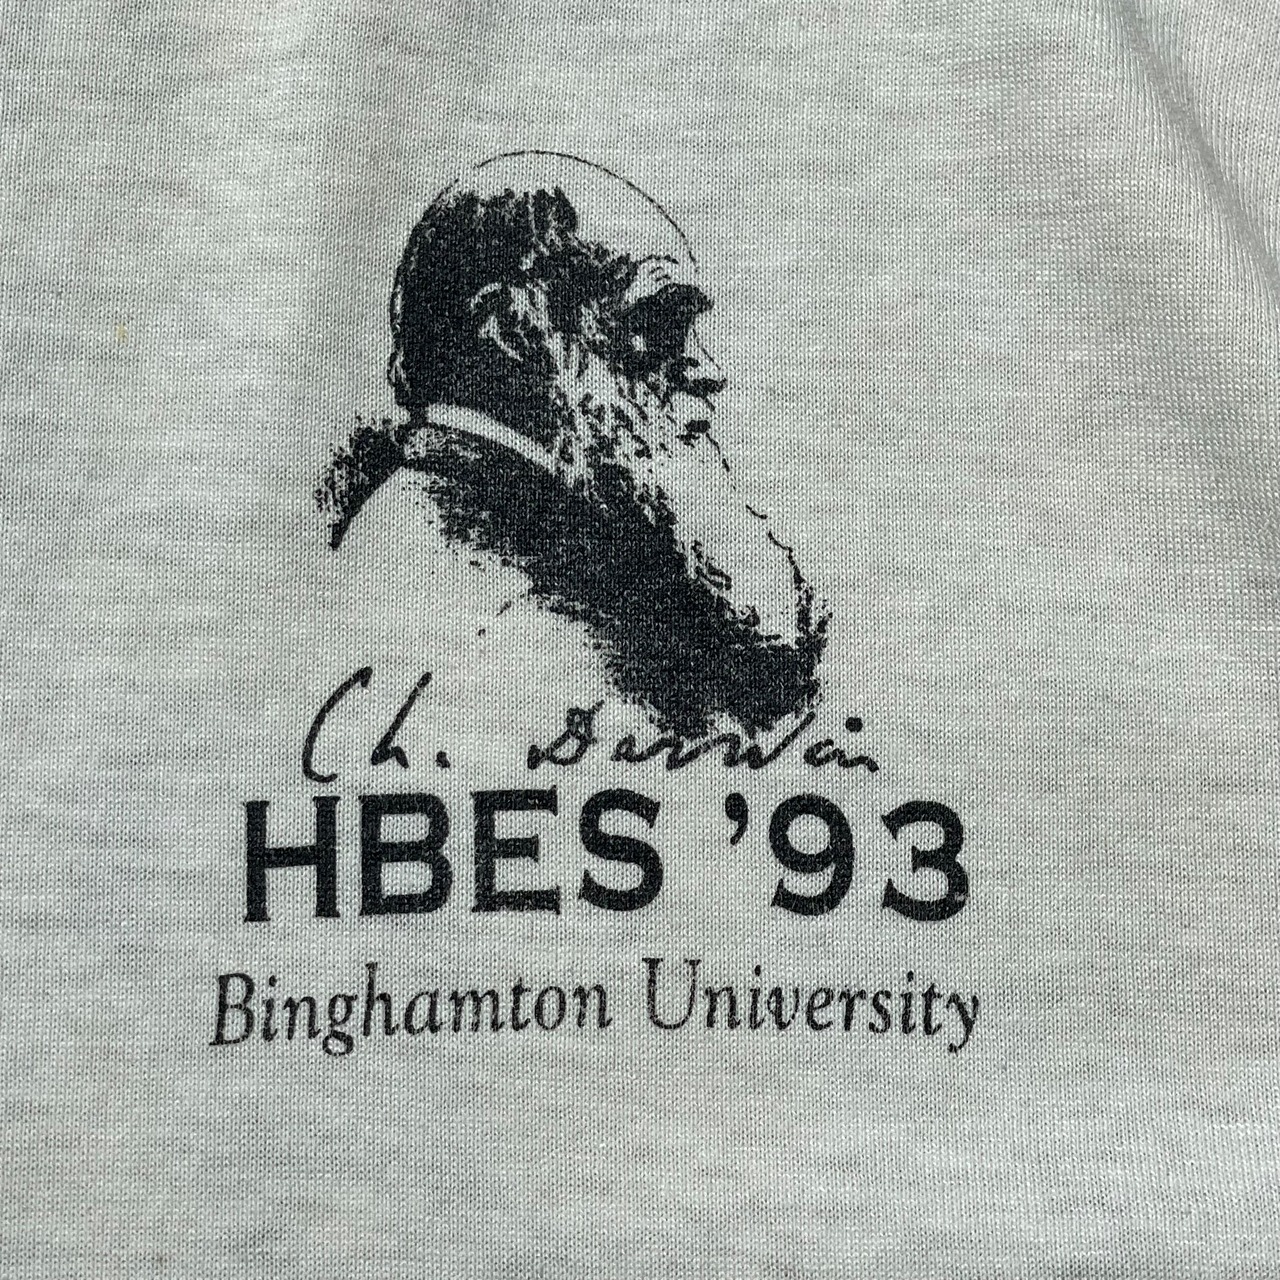 Ch. Darwin
HBES '93
Binghamton University